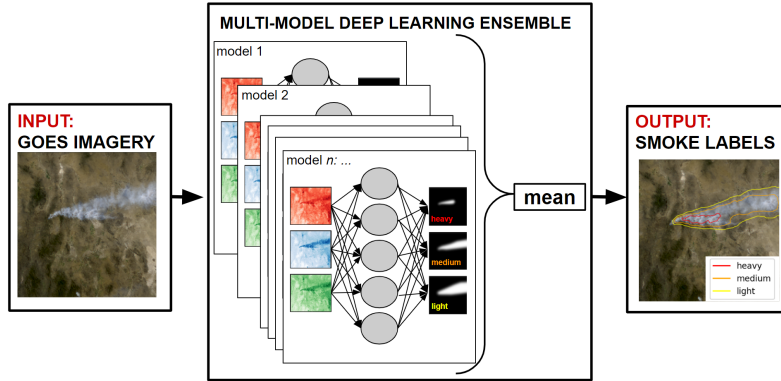 MULTI-MODEL DEEP LEARNING ENSEMBLE
INPUT:
GOES IMAGERY
model 1
model 2
model n: ...
heavy
medium
light
mean
OUTPUT:
SMOKE LABELS
heavy
medium
light